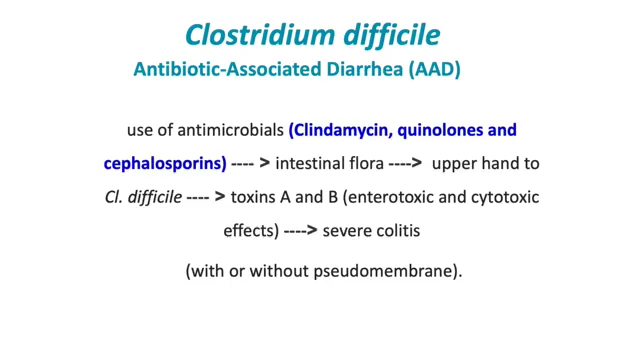 Clostridium difficile
Antibiotic-Associated Diarrhea (AAD)
use of antimicrobials (Clindamycin, quinolones and
cephalosporins) ---- > intestinal flora ----> upper hand to
Cl. difficile ---- > toxins A and B (enterotoxic and cytotoxic
effects) ----> severe colitis
(with or without pseudomembrane).